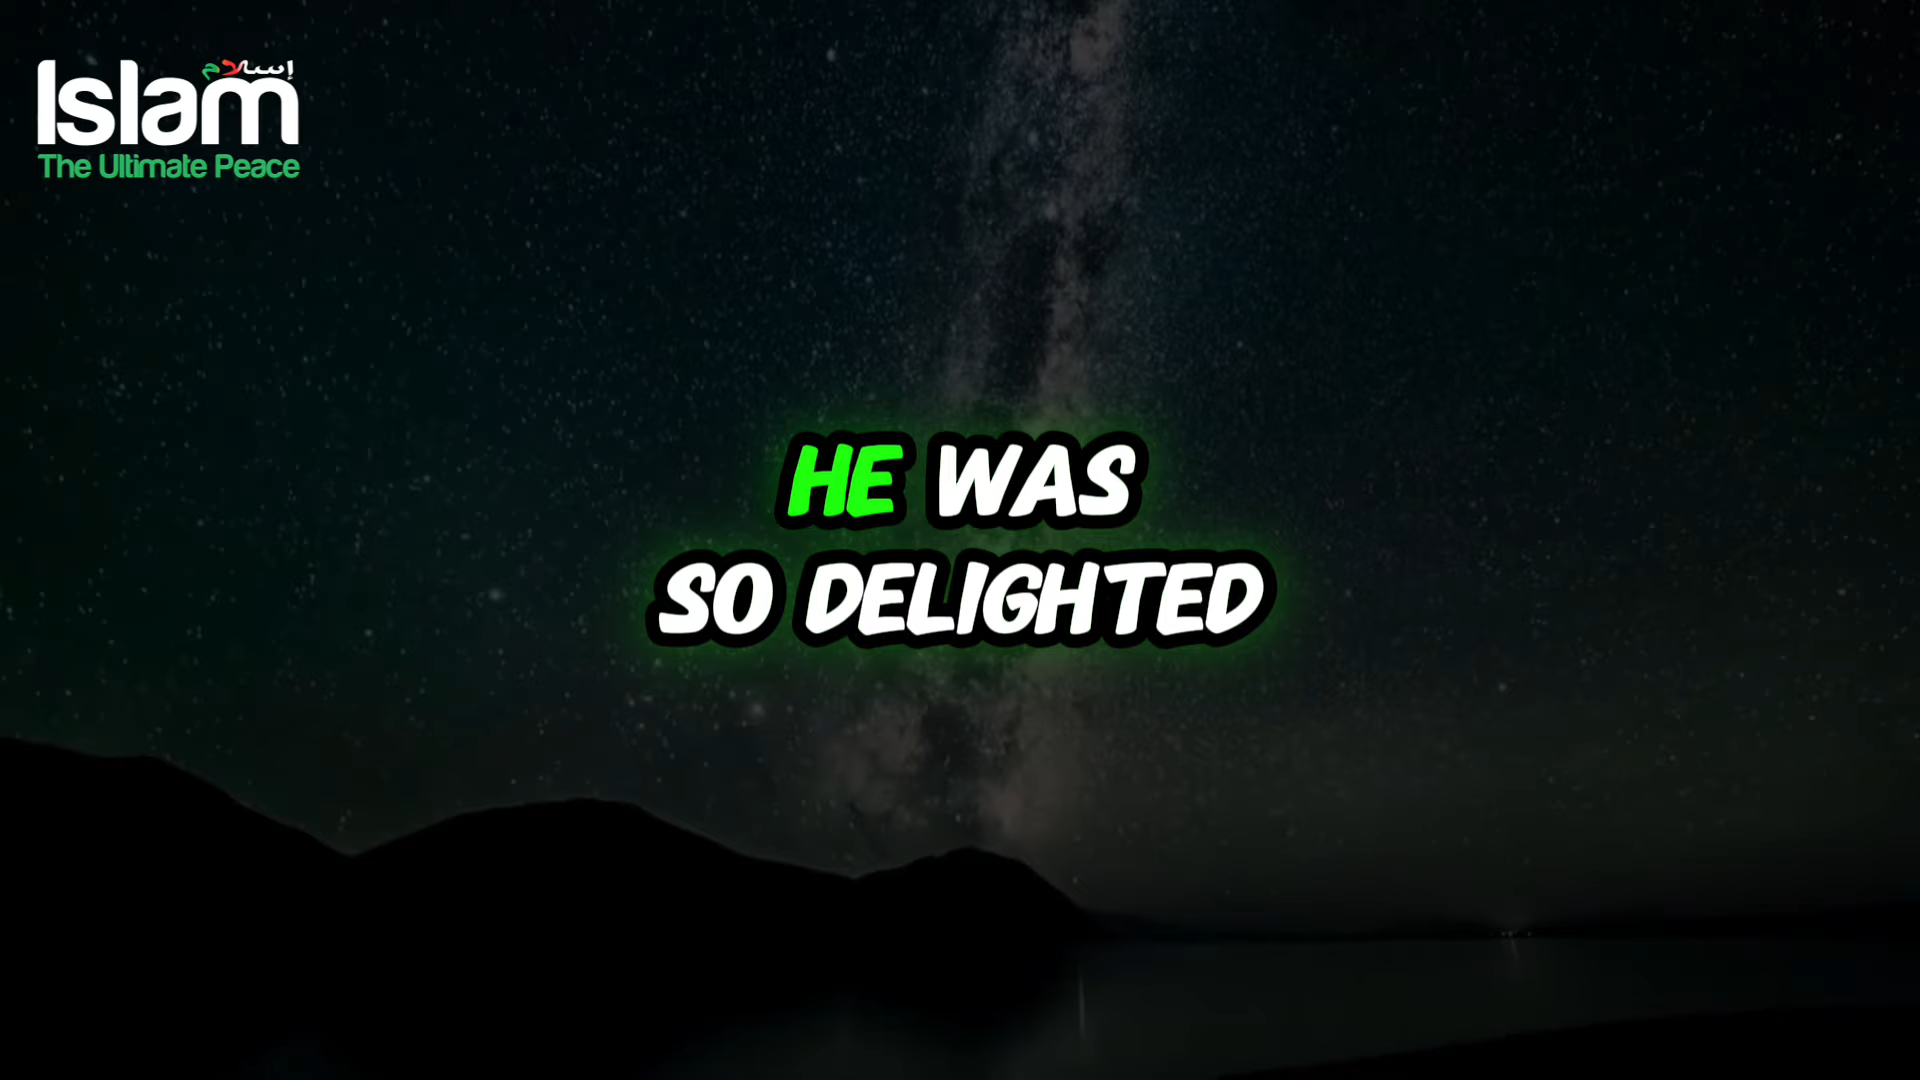 إسلام
Islam
The Ultimate Peace
HE WAS
SO DELIGHTED